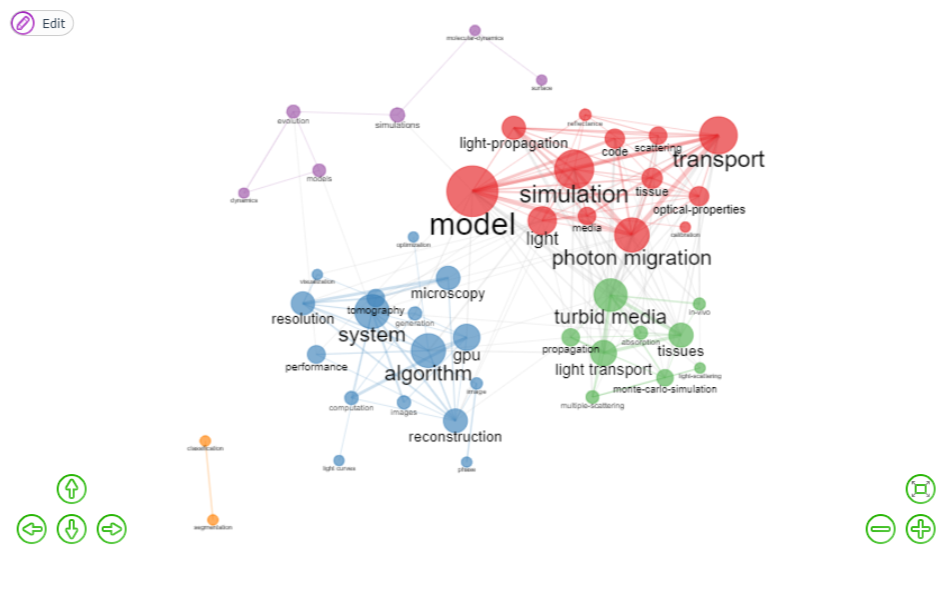 Edit
molecular-dynamics
surface
evolution
simulations
models
dynamics
light-propagation
reflectance
code
scattering
transport
simulation
tissue
optical-properties
model
light
media
photon migration
optimization
visualization
microscopy
resolution
tomography
generation
system
gpu
performance
algorithm
image
computation
images
reconstruction
light curves
phase
turbid media
in-vivo
propagation
absorption
tissues
light transport
light-scattering
monte-carlo-simulation
multiple-scattering
classification
segmentation